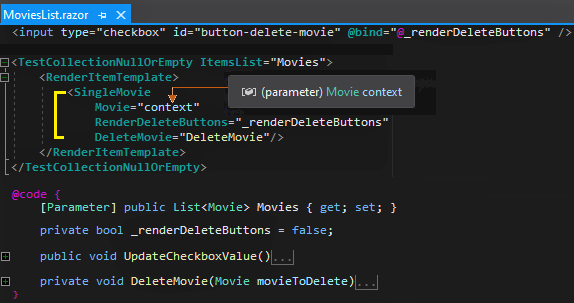 MoviesList.razor
<input type="checkbox" id="button-delete-movie" @bind="@_renderDeleteButtons" />
<TestCollectionNullOrEmpty ItemsList="Movies">
<RenderItemTemplate>
<SingleMovie
Movie="context"
(parameter) Movie context
RenderDeleteButtons="_renderDeleteButtons"
DeleteMovie="DeleteMovie"/>
</RenderItemTemplate>
</TestCollectionNullOrEmpty>
@code {
[Parameter] public List<Movie> Movies { get; set; }
private bool _renderDeleteButtons = false;
public void UpdateCheckboxValue()...
private void DeleteMovie(Movie movieToDelete)...
}